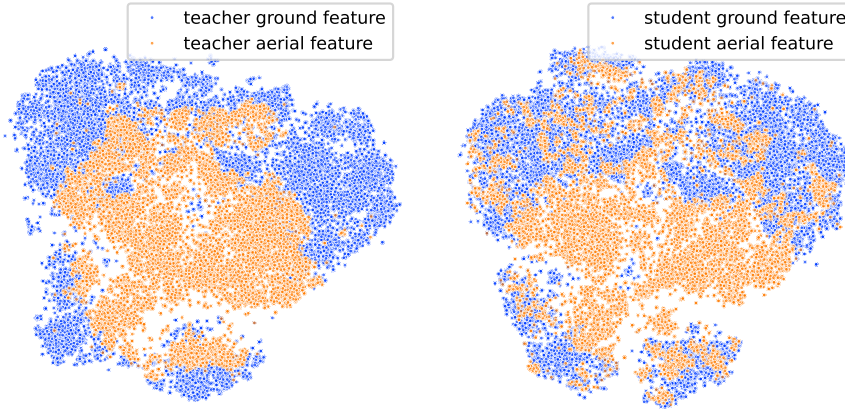 teacher ground feature
teacher aerial feature
student ground feature
student aerial feature